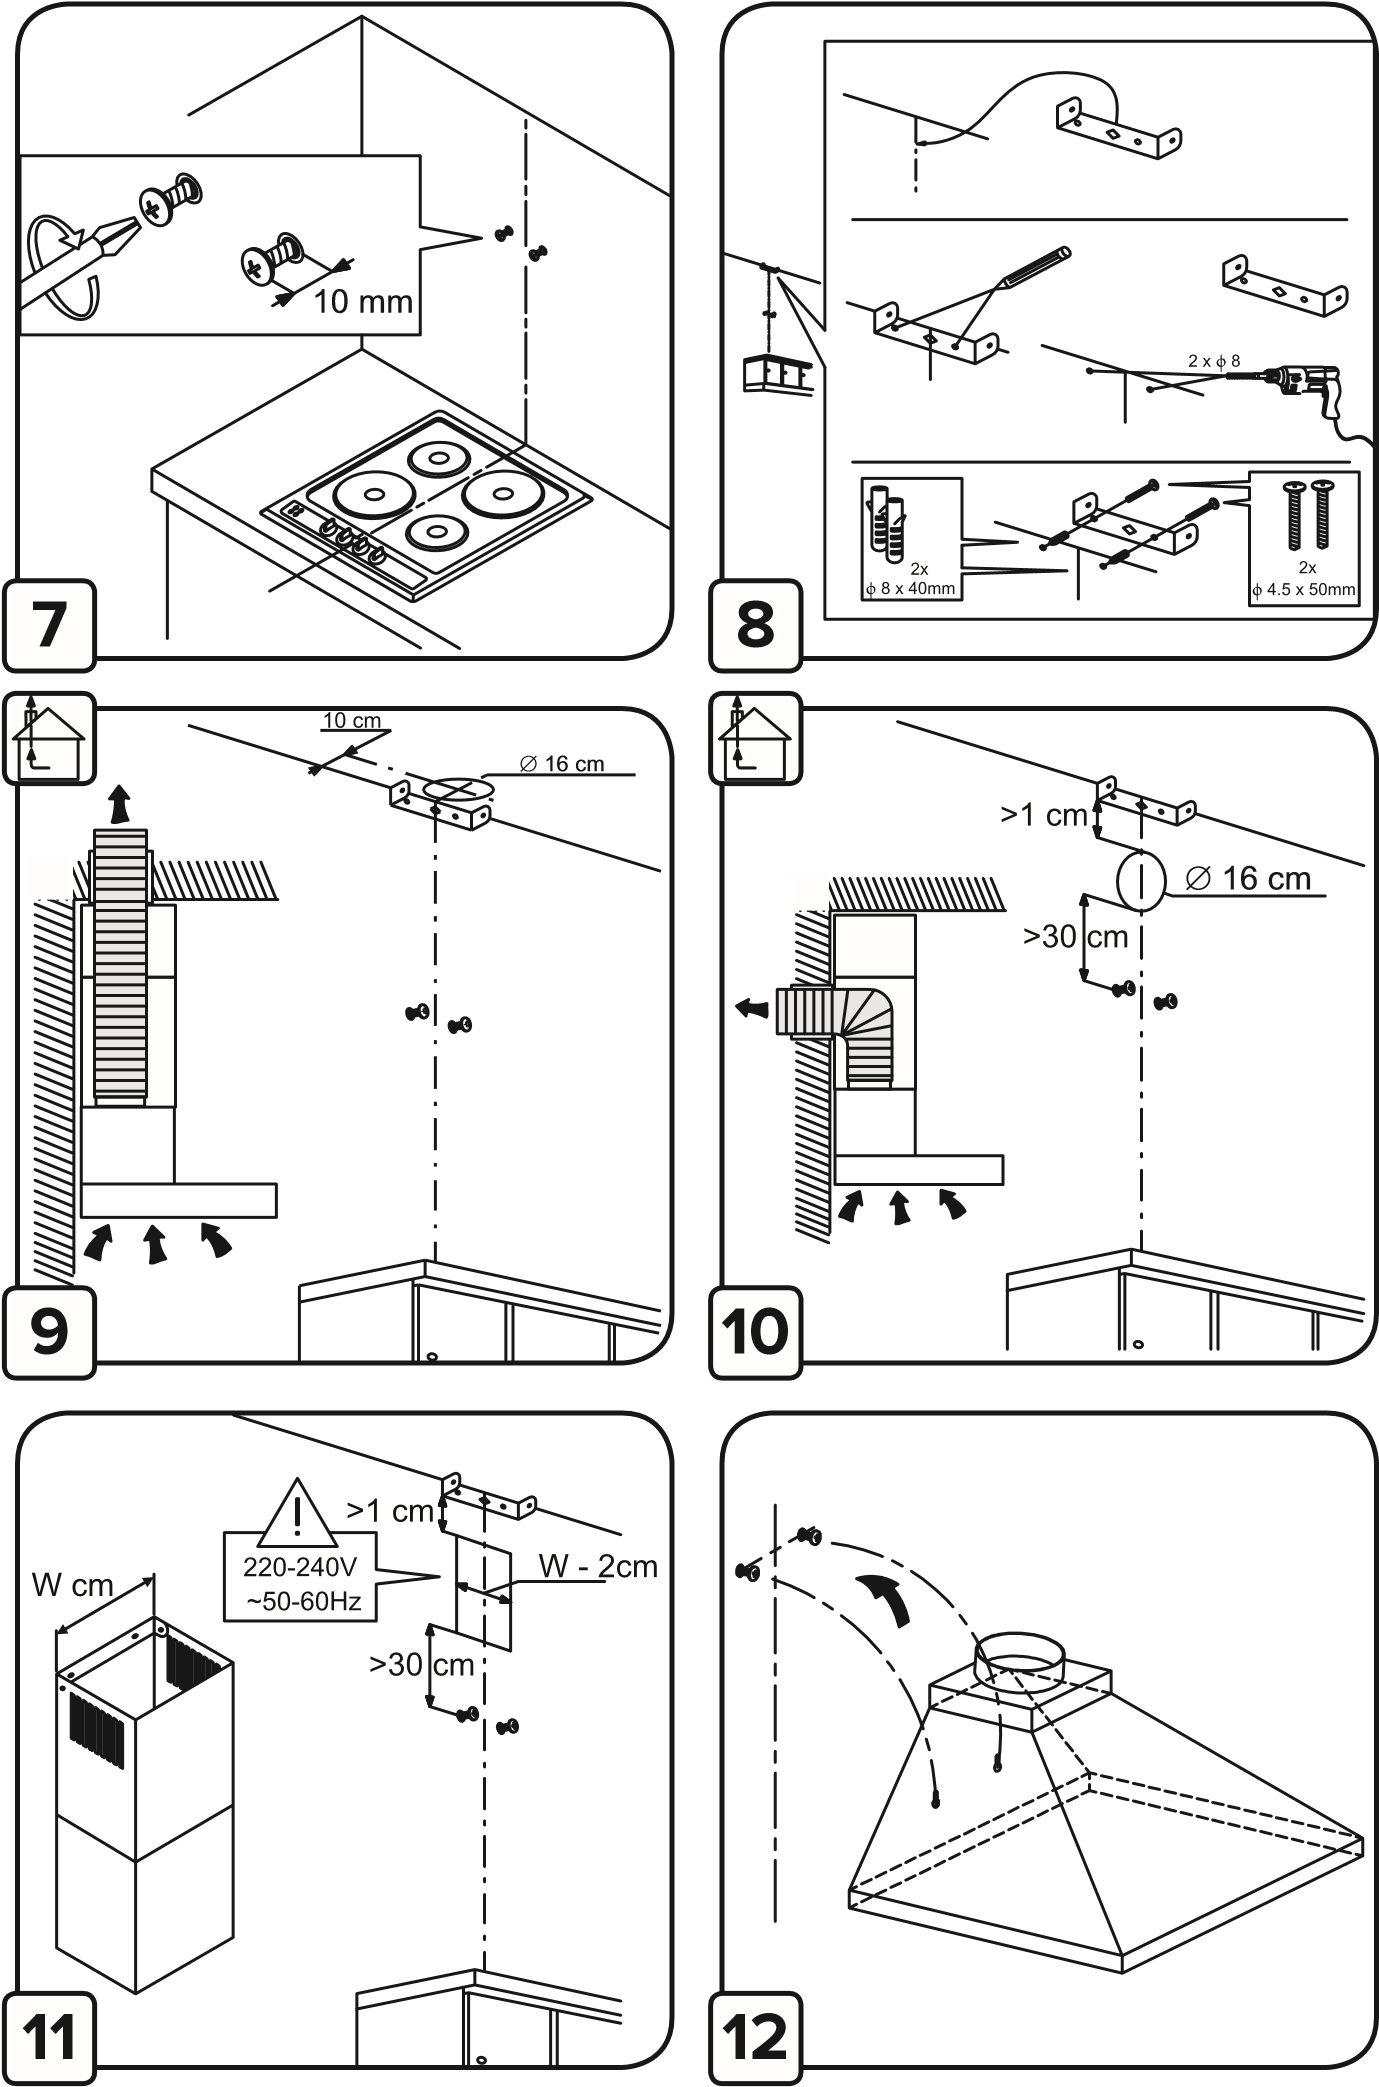 10 mm
7
2 x ϕ 8
2x
ϕ 8 x 40mm
2x
ϕ 4.5 x 50mm
8
10 cm
∅ 16 cm
9
>1 cm
∅ 16 cm
>30 cm
10
!
220-240V
~50-60Hz
>1 cm
W - 2cm
W cm
>30 cm
11
12